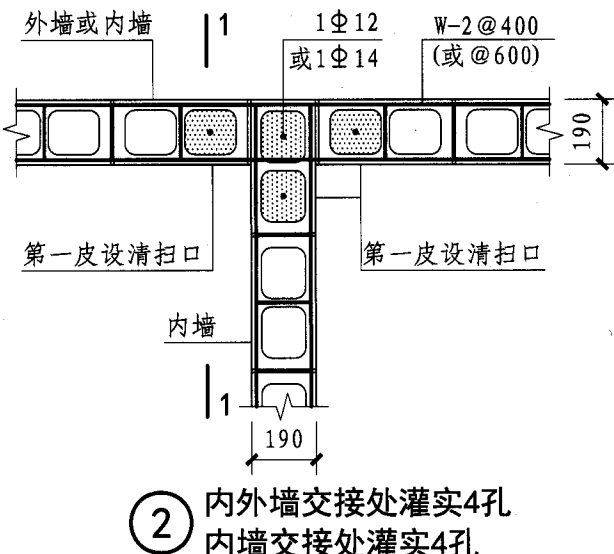 外墙或内墙
1
1Φ12
或1Φ14
W-2@400
(或@600)
190
第一皮设清扫口
第一皮设清扫口
内墙
1
190
2
内外墙交接处灌实4孔
内墙交接处灌实4孔